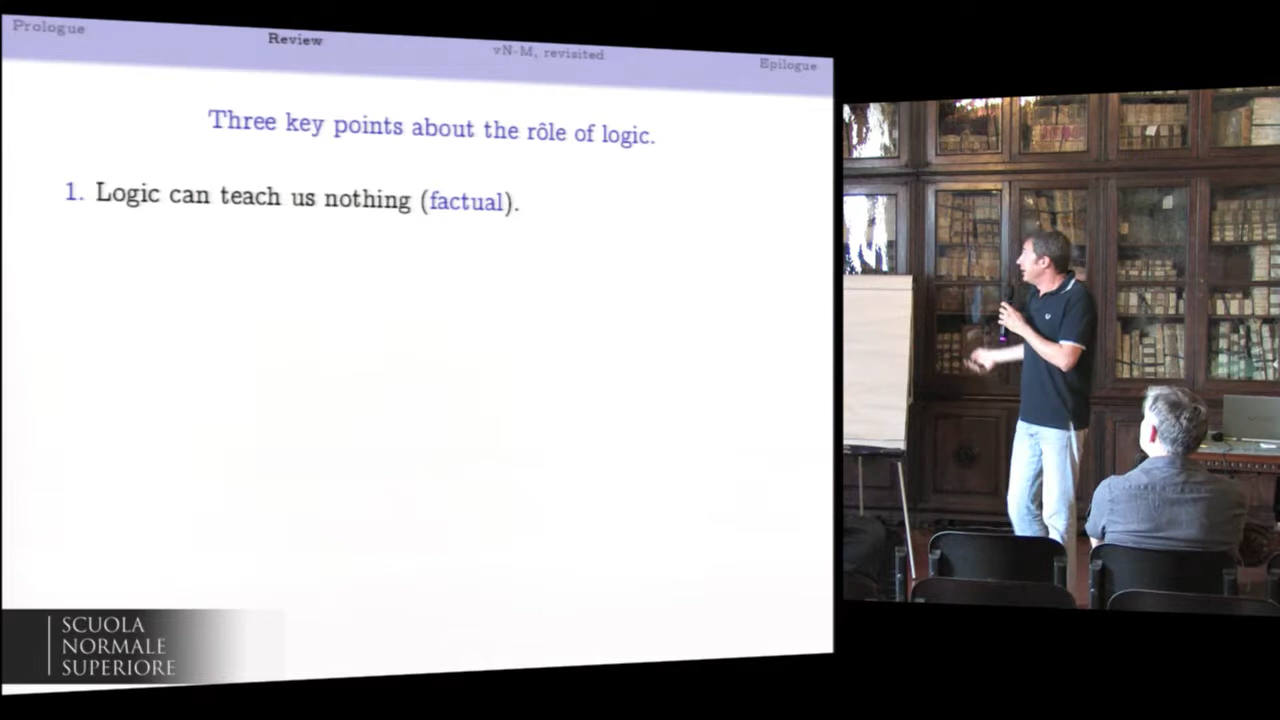 Prologue
Review
vN-M, revisited
Epilogue
Three key points about the rôle of logic.
1. Logic can teach us nothing (factual).
SCUOLA
NORMALE
SUPERIORE